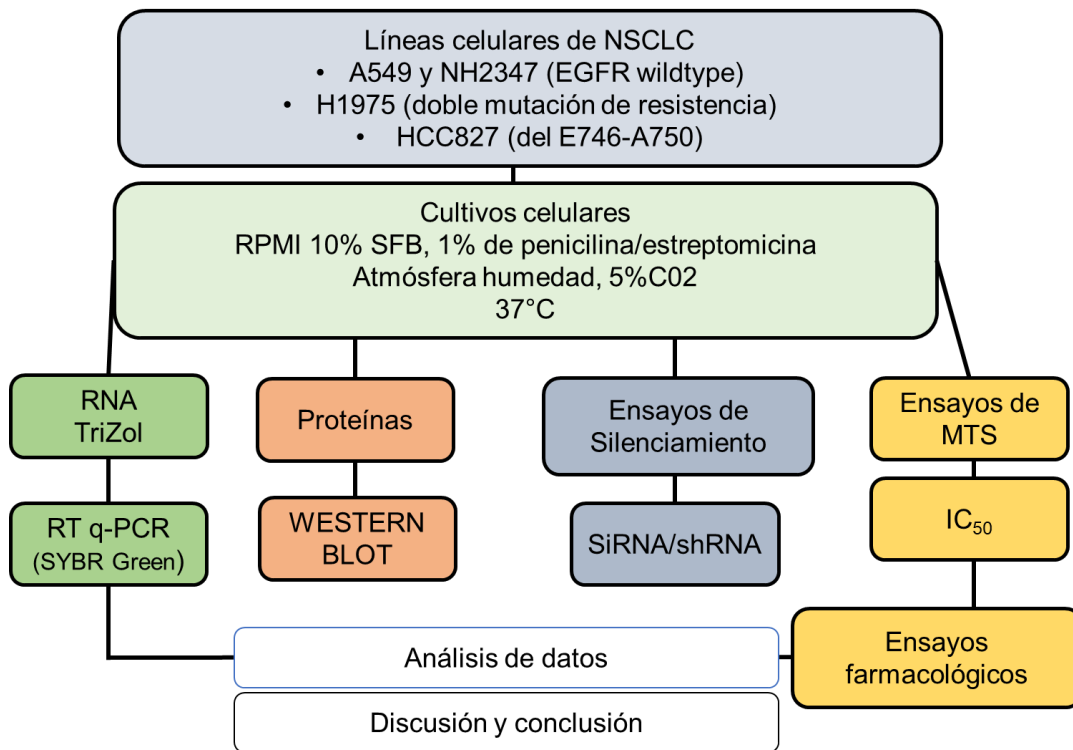 Líneas celulares de NSCLC
• A549 y NH2347 (EGFR wildtype)
• H1975 (doble mutación de resistencia)
• HCC827 (del E746-A750)
Cultivos celulares
RPMI 10% SFB, 1% de penicilina/estreptomicina
Atmósfera humedad, 5%C02
37°C
RNA
TriZol
Proteínas
Ensayos de
Silenciamiento
Ensayos de
MTS
RT q-PCR
(SYBR Green)
WESTERN
BLOT
SiRNA/shRNA
IC₅₀
Ensayos
farmacológicos
Análisis de datos
Discusión y conclusión